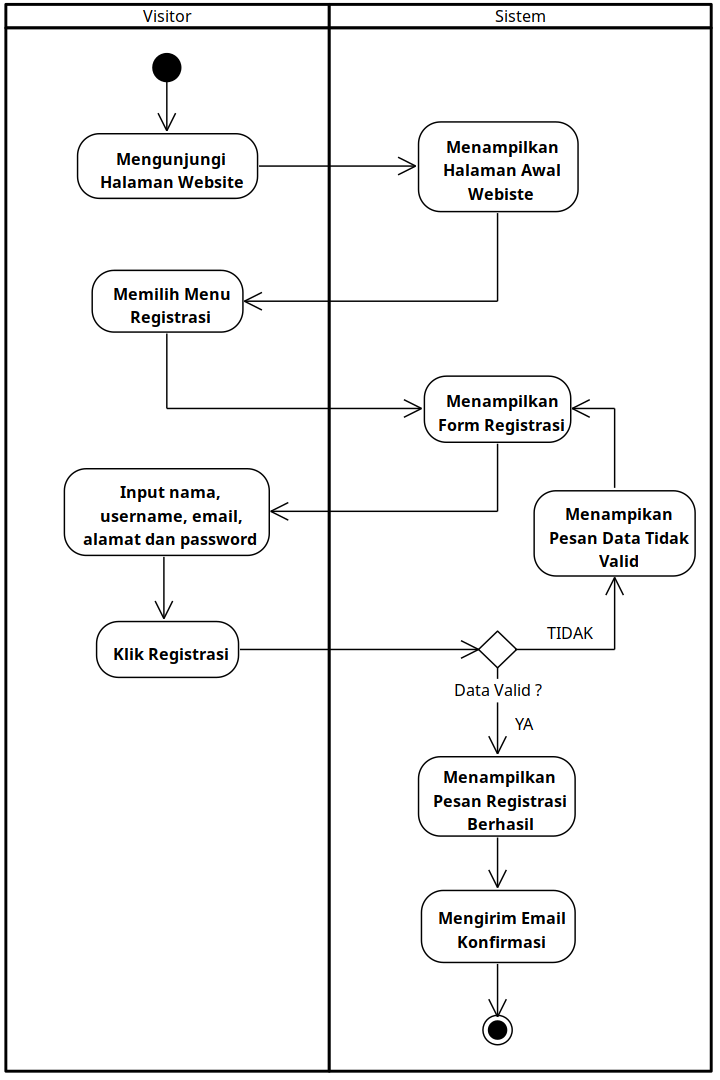 Visitor
Sistem
Mengunjungi
Halaman Website
Menampilkan
Halaman Awal
Webiste
Memilih Menu
Registrasi
Menampilkan
Form Registrasi
Input nama,
username, email,
alamat dan password
Menampikan
Pesan Data Tidak
Valid
Klik Registrasi
TIDAK
Data Valid ?
YA
Menampilkan
Pesan Registrasi
Berhasil
Mengirim Email
Konfirmasi